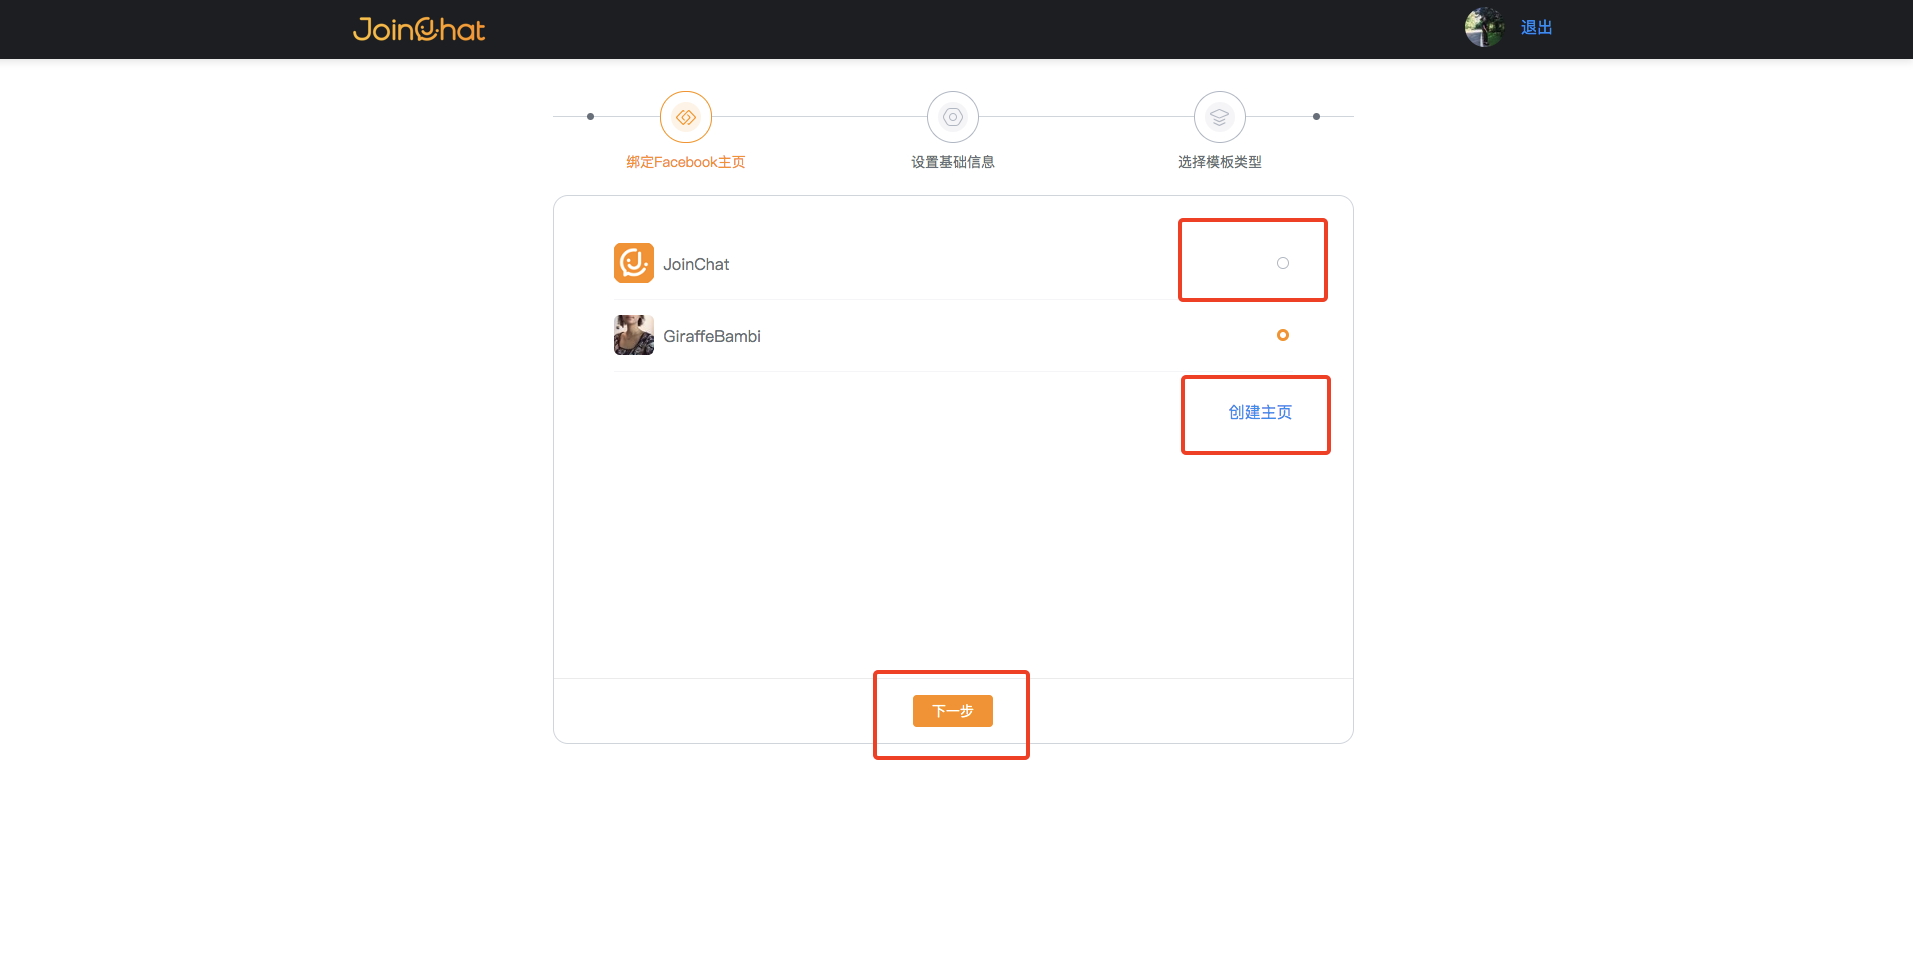 JoinChat
退出
绑定Facebook主页
设置基础信息
选择模板类型
JoinChat
GiraffeBambi
创建主页
下一步